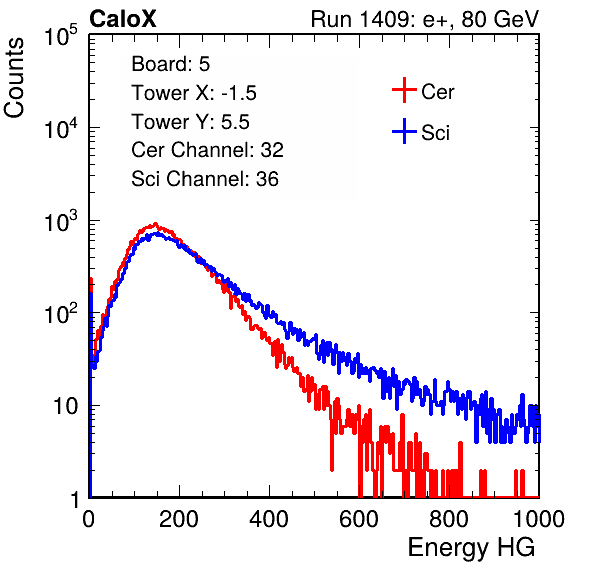 CaloX Run 1409: e+, 80 GeV
Counts
Board: 5
Tower X: -1.5
Tower Y: 5.5
Cer Channel: 32
Sci Channel: 36
Cer
Sci
10^5
10^4
10^3
10^2
10
1
0 200 400 600 800 1000
Energy HG